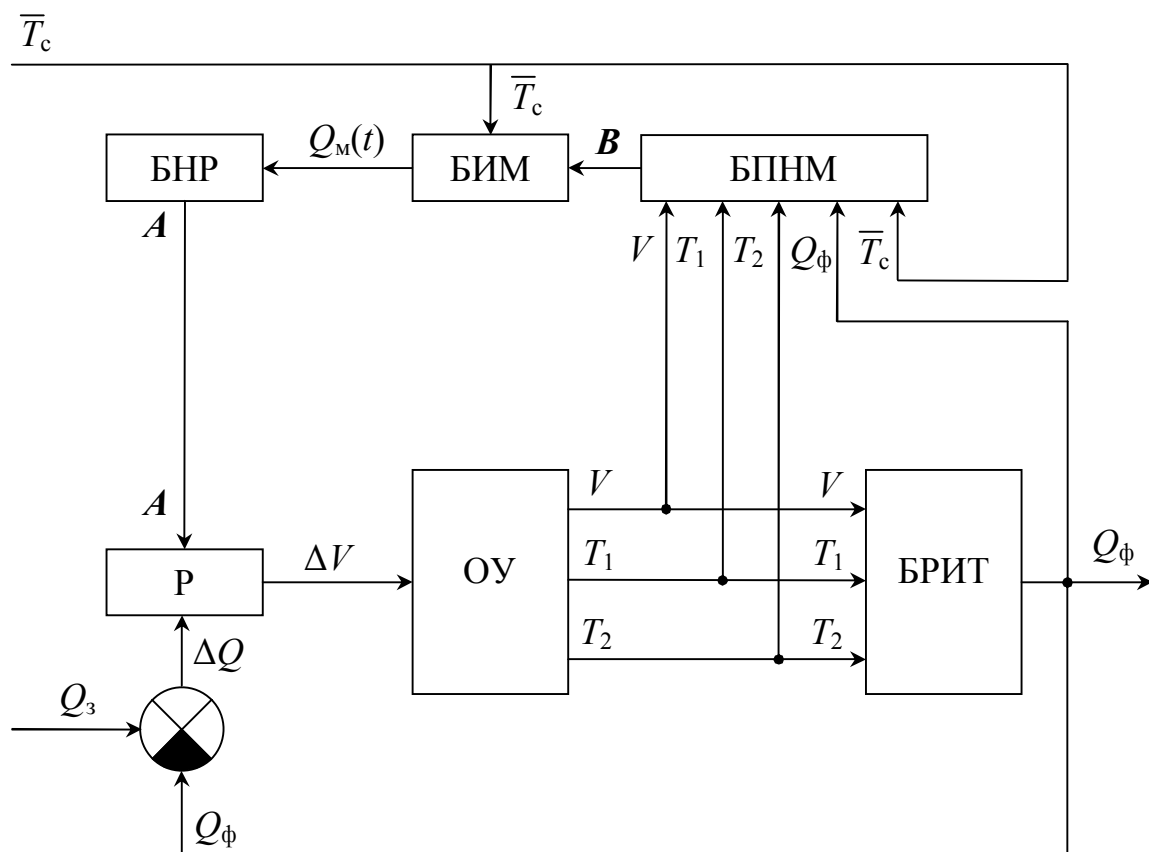 T̅с
T̅с
Qм(t)
B
БНР
БИМ
БПНМ
A
V
T1
T2
Qф
T̅с
A
V
V
ΔV
T1
T1
Qф
Р
ОУ
БРИТ
ΔQ
T2
T2
Qз
Qф